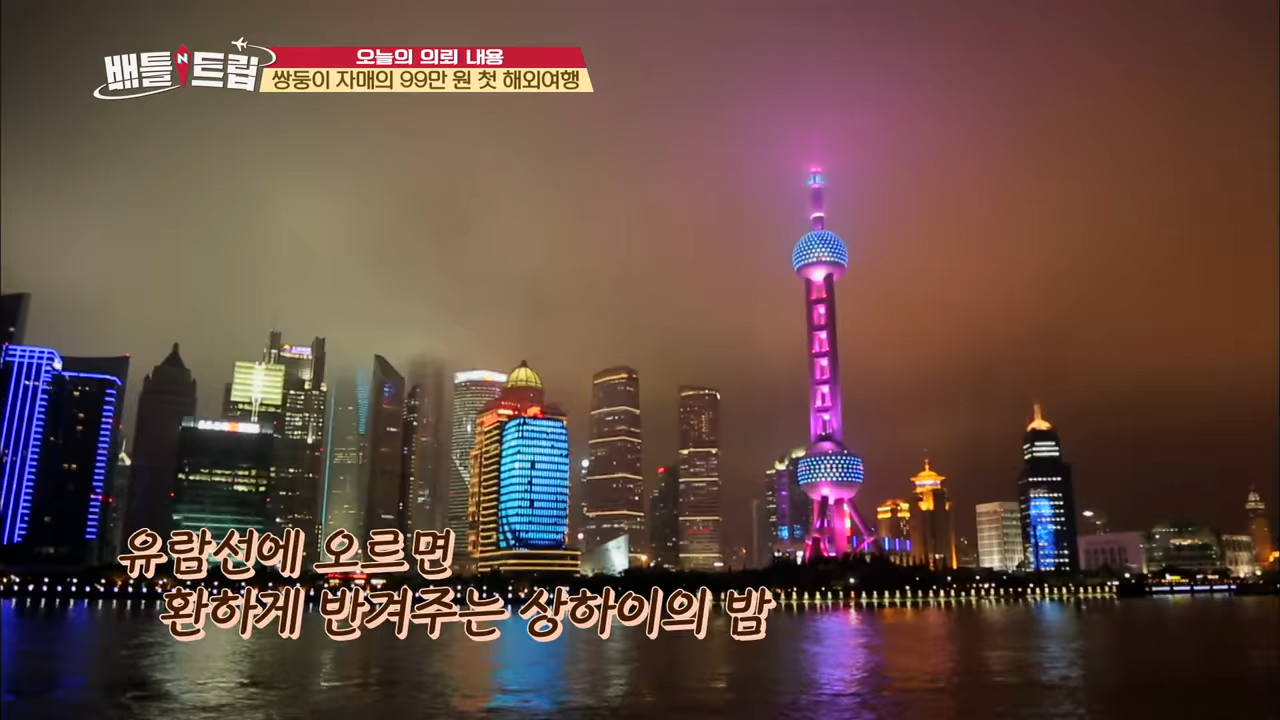 배틀N트립
오늘의 의뢰 내용
쌍둥이 자매의 99만 원 첫 해외여행
유람선에 오르면
환하게 반겨주는 상하이의 밤